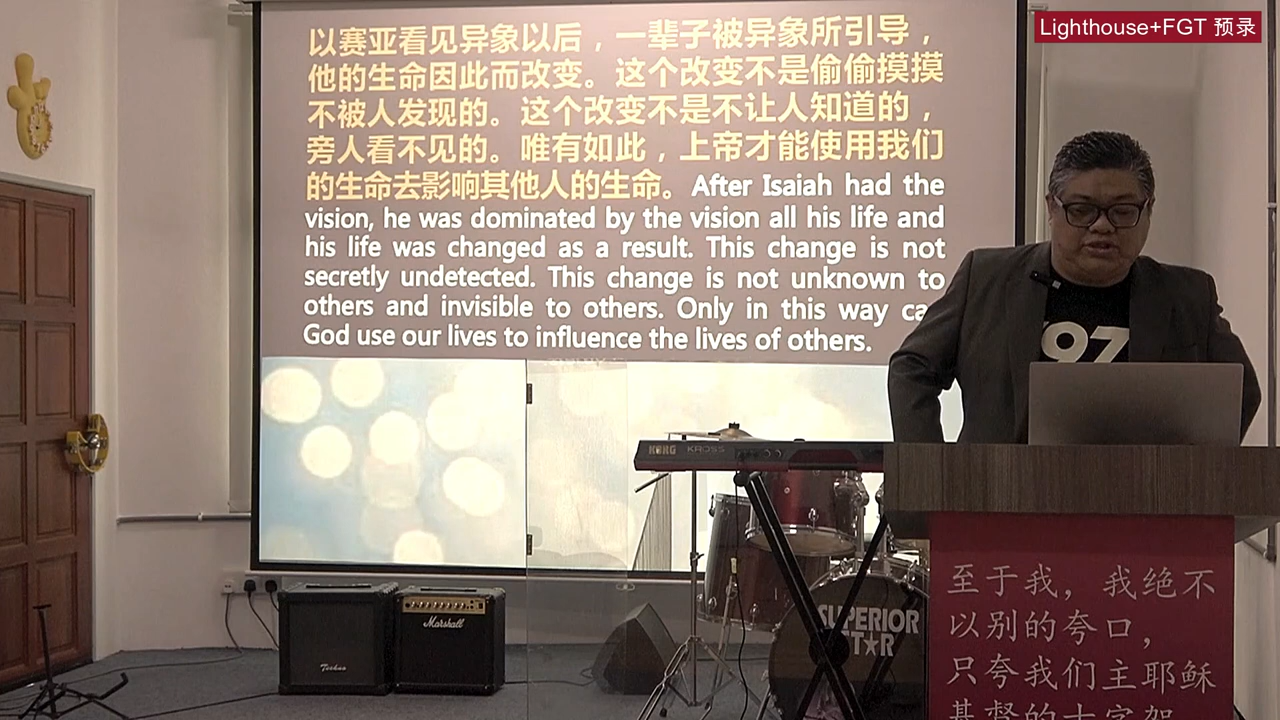 Lighthouse+FGT 预录
以赛亚看见异象以后，一辈子被异象所引导，
他的生命因此而改变。这个改变不是偷偷摸摸
不被人发现的。这个改变不是不让人知道的，
旁人看不见的。唯有如此，上帝才能使用我们
的生命去影响其他人的生命。After Isaiah had the
vision, he was dominated by the vision all his life and
his life was changed as a result. This change is not
secretly undetected. This change is not unknown to
others and invisible to others. Only in this way
God use our lives to influence the lives of others.
'97
KORG KROSS
SUPERIOR
STAR
Techno
Marshall
至于我，我绝不
以别的夸口，
只夸我们主耶稣
基督的十字架